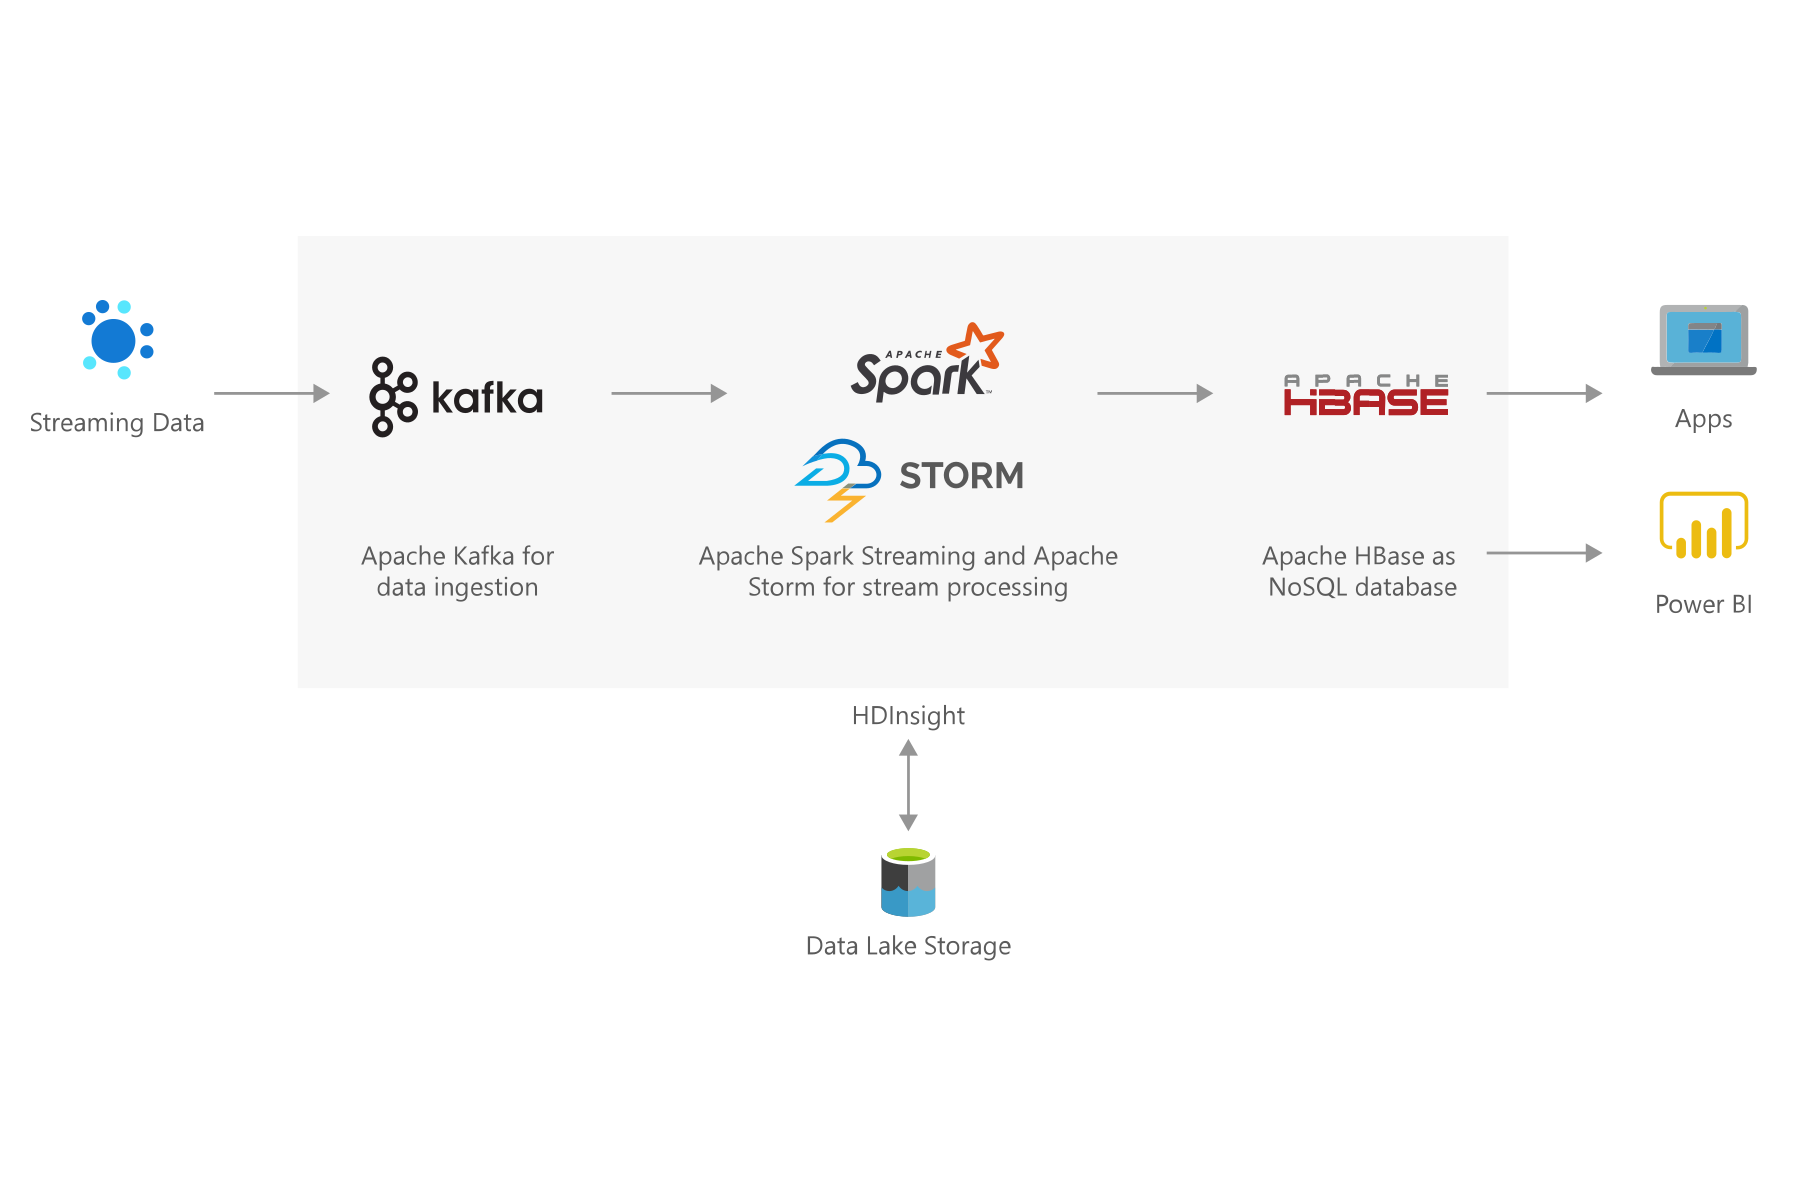 Streaming Data
kafka
Apache Kafka for
data ingestion
APACHE
Spark™
STORM
Apache Spark Streaming and Apache
Storm for stream processing
APACHE
HBASE
Apache HBase as
NoSQL database
Apps
Power BI
HDInsight
Data Lake Storage